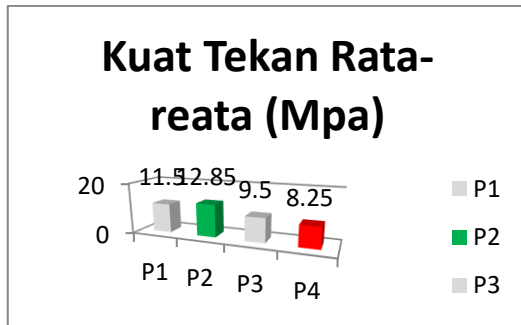 Kuat Tekan Rata-
reata (Mpa)
11.5 12.85 9.5 8.25
20
0
P1 P2 P3 P4
P1
P2
P3